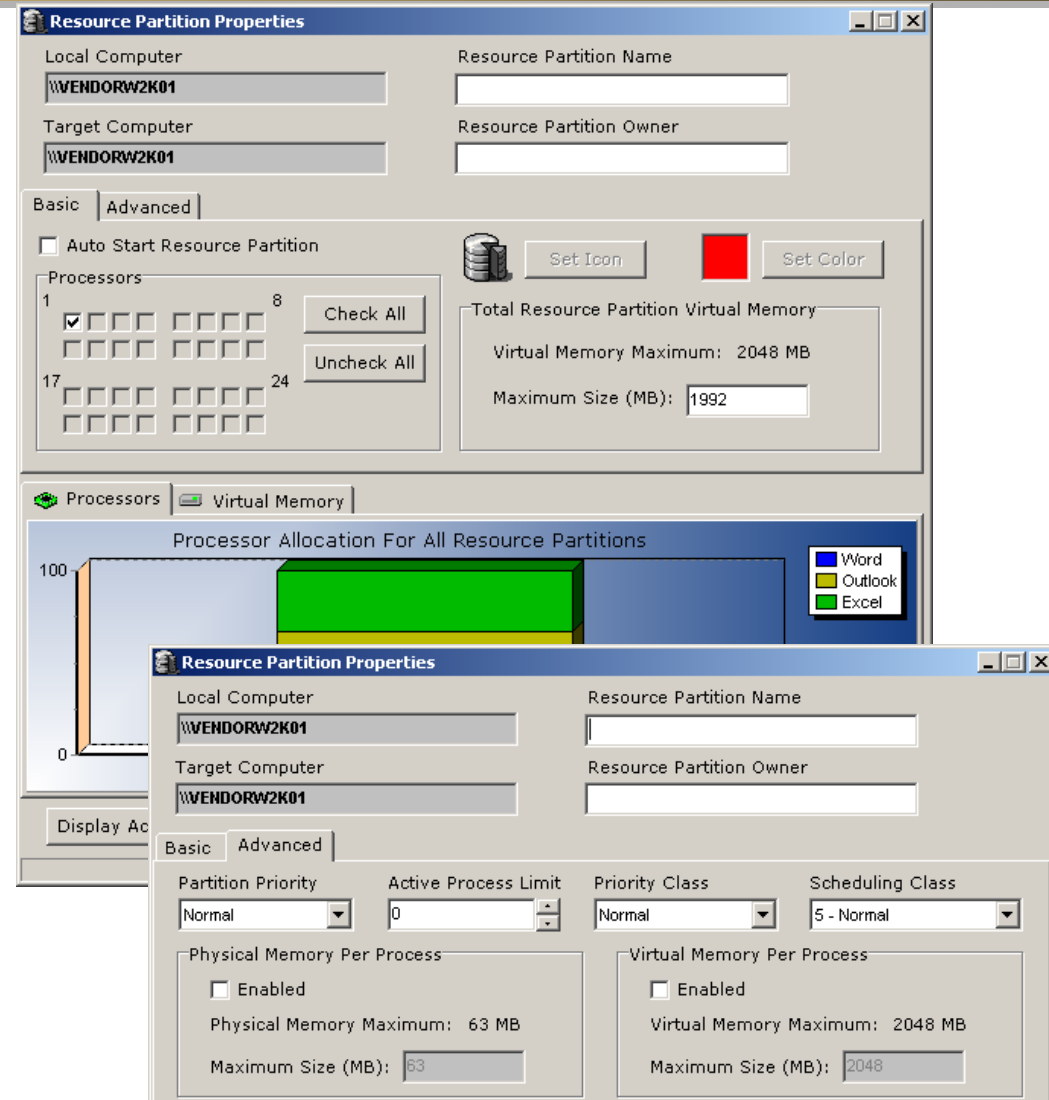 Resource Partition Properties
Local Computer
Resource Partition Name
\\VENDORW2K01
Target Computer
Resource Partition Owner
\\VENDORW2K01
Basic
Advanced
Auto Start Resource Partition
Set Icon
Set Color
Processors
1
8
Check All
Uncheck All
17
24
Total Resource Partition Virtual Memory
Virtual Memory Maximum: 2048 MB
Maximum Size (MB): 1992
Processors
Virtual Memory
Processor Allocation For All Resource Partitions
100
0
Word
Outlook
Excel
Display Ac
Resource Partition Properties
Local Computer
Resource Partition Name
\\VENDORW2K01
Target Computer
Resource Partition Owner
\\VENDORW2K01
Basic
Advanced
Partition Priority
Active Process Limit
Priority Class
Scheduling Class
Normal
0
Normal
5 - Normal
Physical Memory Per Process
Enabled
Physical Memory Maximum: 63 MB
Maximum Size (MB): 63
Virtual Memory Per Process
Enabled
Virtual Memory Maximum: 2048 MB
Maximum Size (MB): 2048